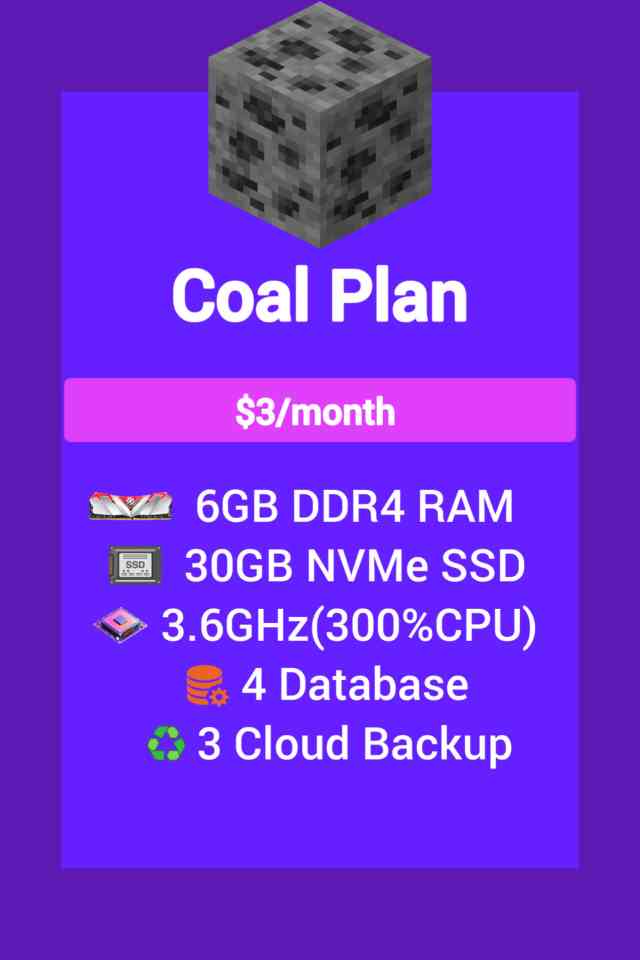 Coal Plan
$3/month
6GB DDR4 RAM
SSD
30GB NVMe SSD
3.6GHz(300%CPU)
4 Database
3 Cloud Backup